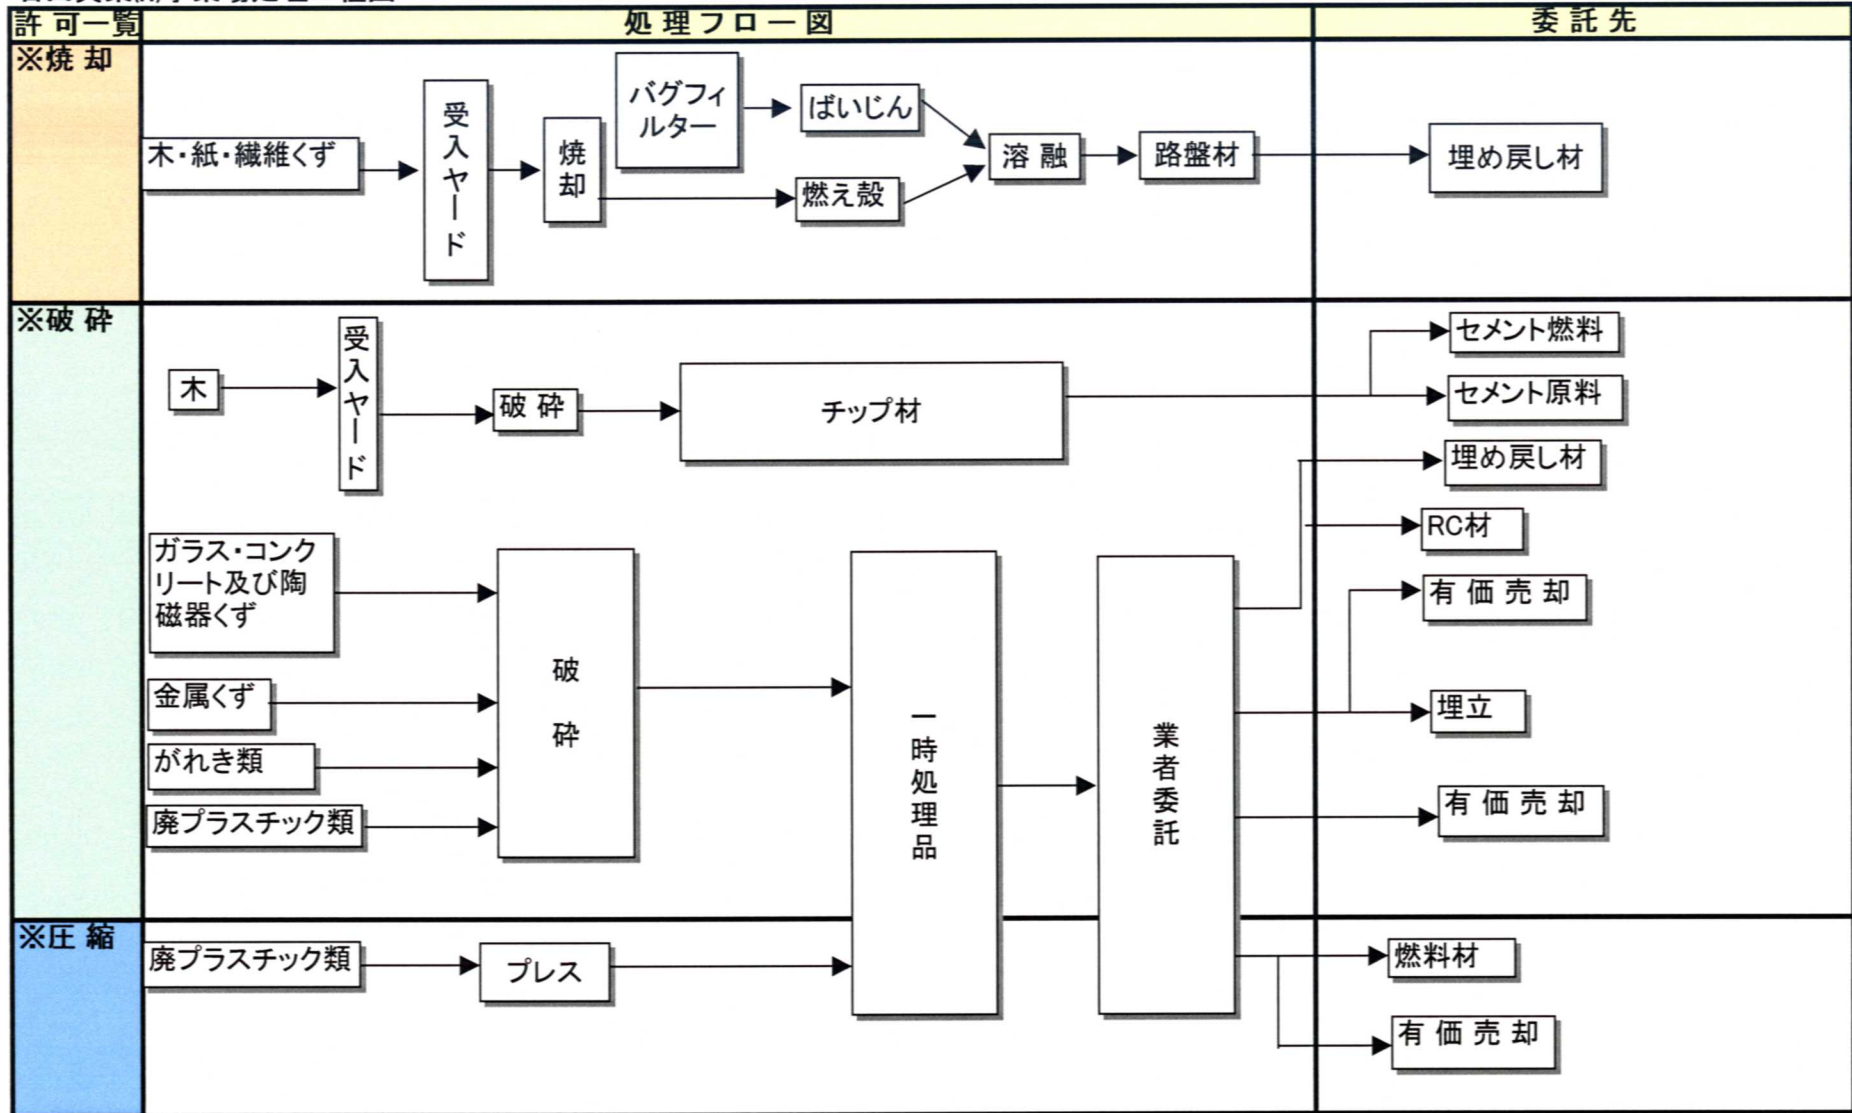 許可一覧
処理フロー図
委託先
※焼却
木・紙・繊維くず
受入ヤード
焼却
バグフィ
ルター
ばいじん
燃え殻
溶融
路盤材
埋め戻し材
※破砕
木
受入ヤード
破砕
チップ材
セメント燃料
セメント原料
埋め戻し材
RC材
有価売却
埋立
有価売却
ガラス・コンク
リート及び陶
磁器くず
金属くず
がれき類
廃プラスチック類
破砕
一時処理品
業者委託
※圧縮
廃プラスチック類
プレス
燃料材
有価売却